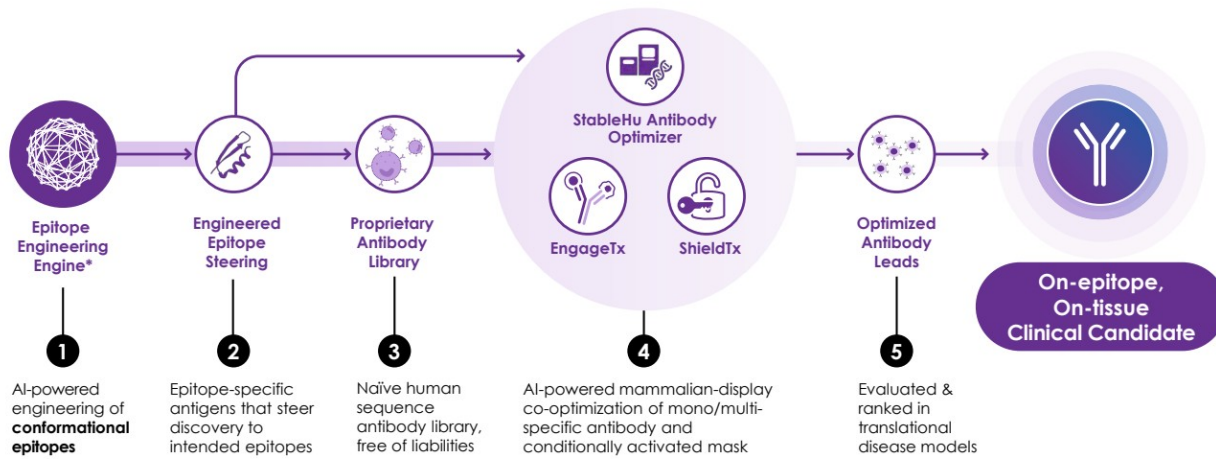 StableHu Antibody
Optimizer
EngageTx
ShieldTx
Epitope
Engineering
Engine*
Engineered
Epitope
Steering
Proprietary
Antibody
Library
Optimized
Antibody
Leads
On-epitope,
On-tissue
Clinical Candidate
1
AI-powered
engineering of
conformational
epitopes
2
Epitope-specific
antigens that steer
discovery to
intended epitopes
3
Naïve human
sequence
antibody library,
free of liabilities
4
AI-powered mammalian-display
co-optimization of mono/multi-
specific antibody and
conditionally activated mask
5
Evaluated &
ranked in
translational
disease models